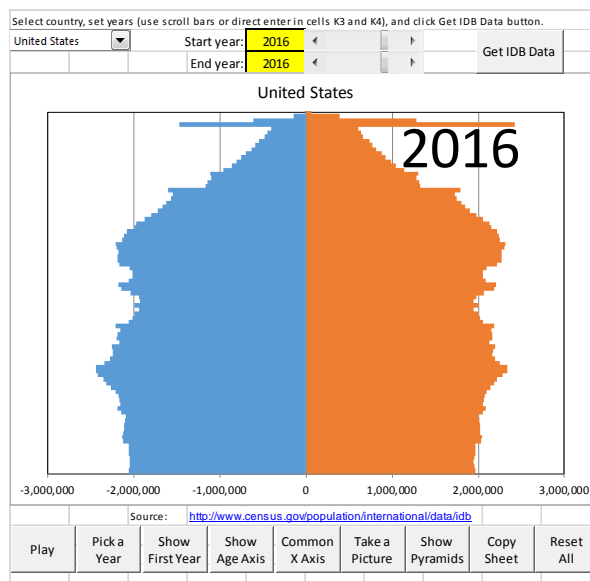 Select country, set years (use scroll bars or direct enter in cells K3 and K4), and click Get IDB Data button.
United States Start year: 2016 Get IDB Data
End year: 2016
United States
2016
-3,000,000 -2,000,000 -1,000,000 0 1,000,000 2,000,000 3,000,000
Source: http://www.census.gov/population/international/data/idb
Play Pick a Year Show First Year Show Age Axis Common X Axis Take a Picture Show Pyramids Copy Sheet Reset All